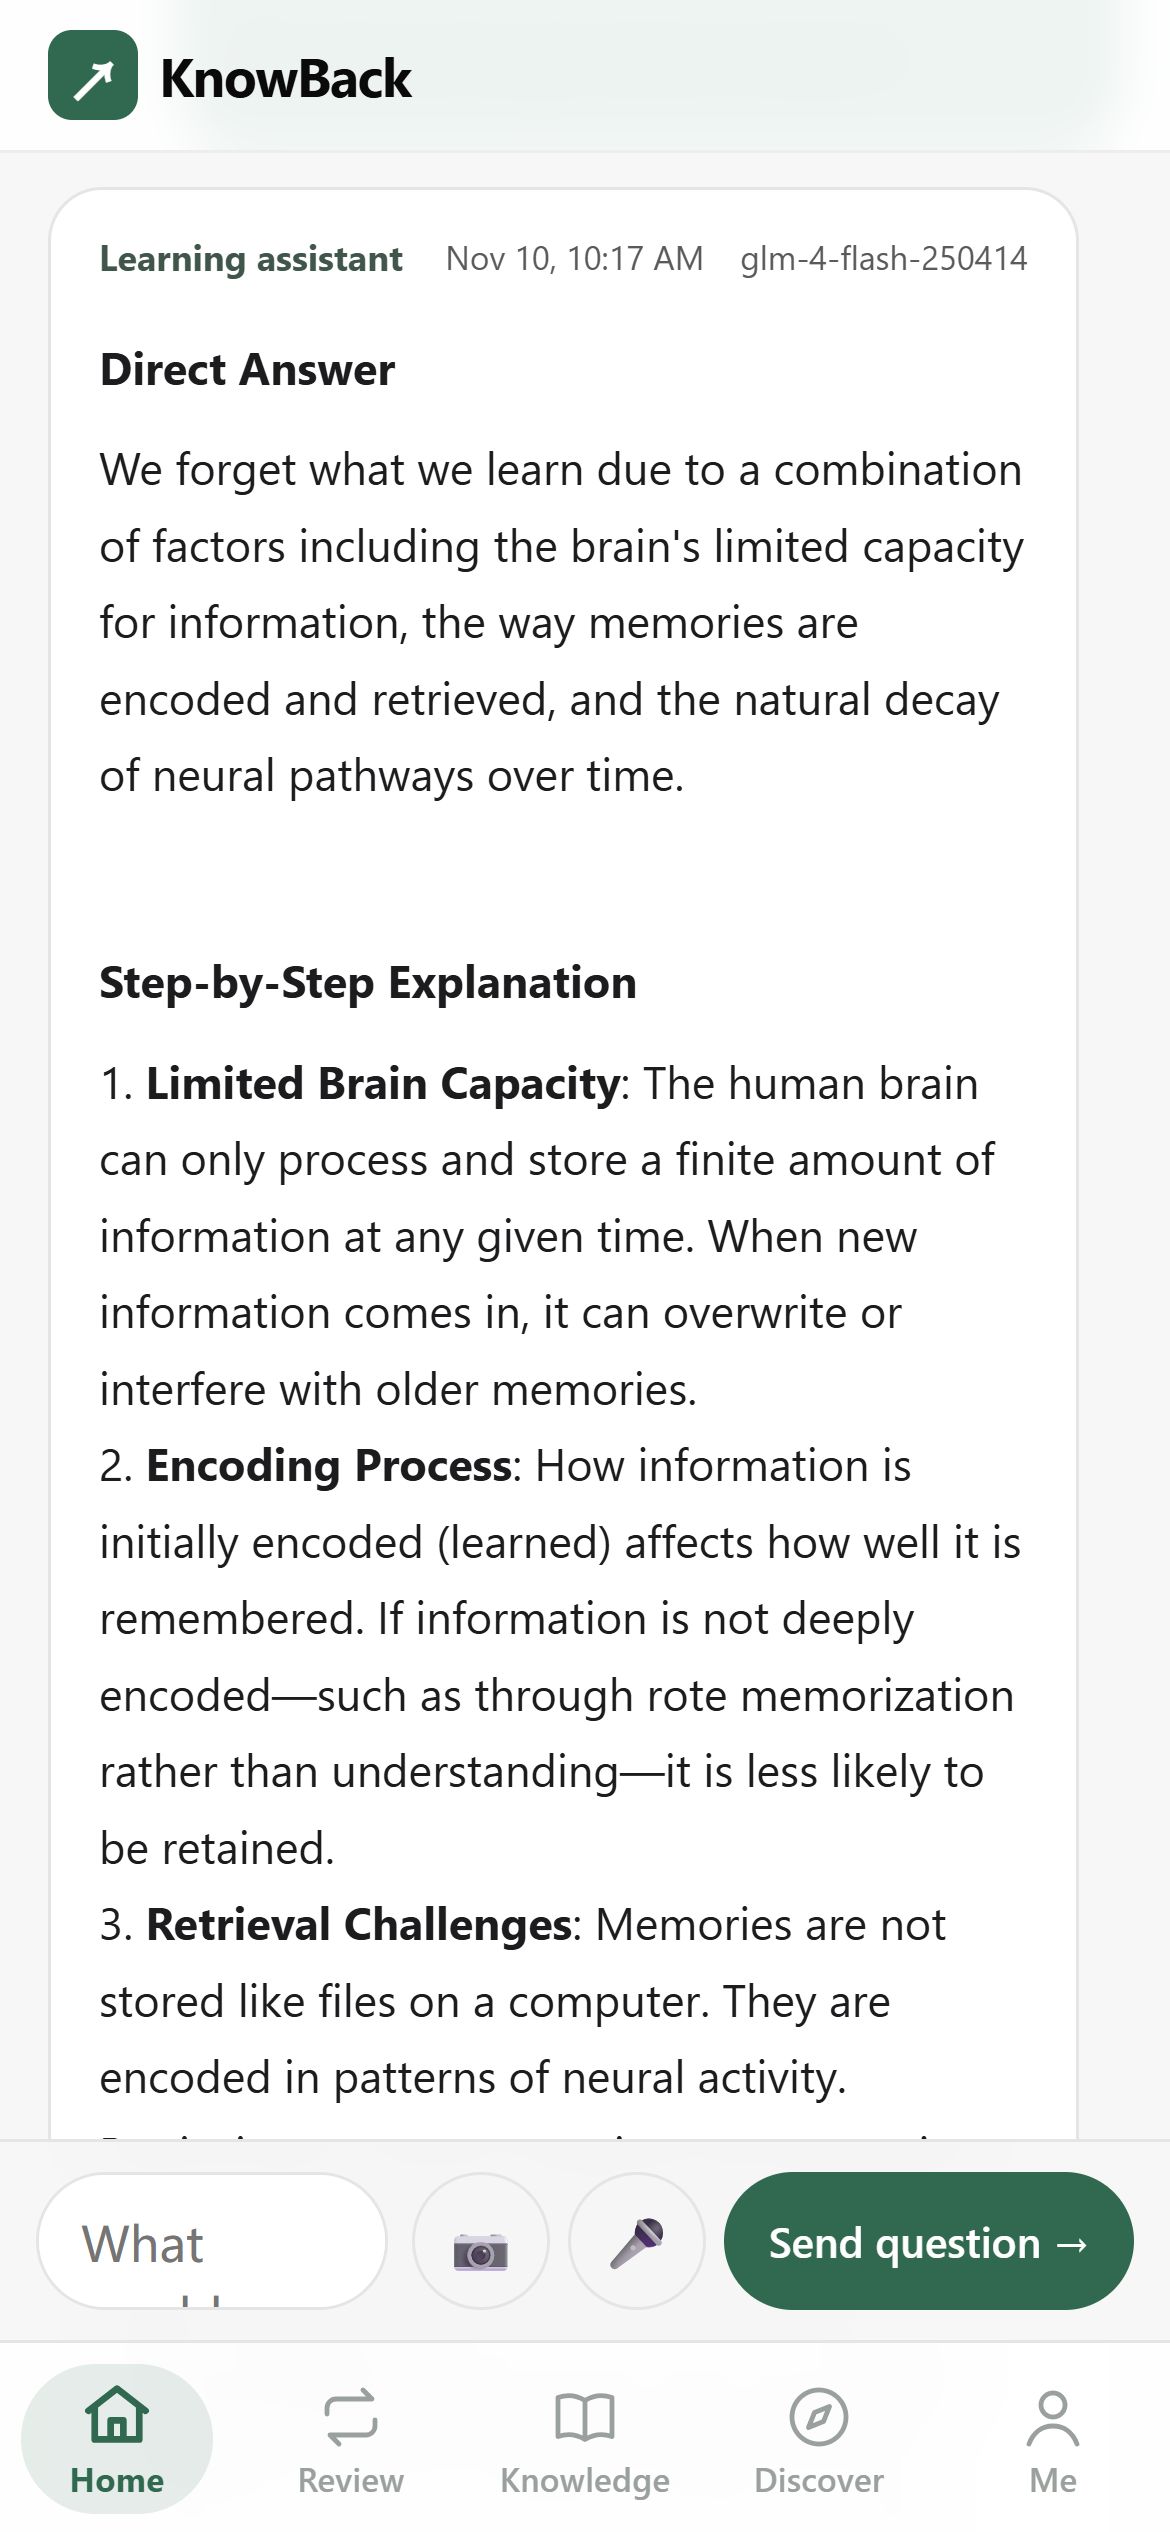 KnowBack
Learning assistant Nov 10, 10:17 AM glm-4-flash-250414
Direct Answer
We forget what we learn due to a combination
of factors including the brain's limited capacity
for information, the way memories are
encoded and retrieved, and the natural decay
of neural pathways over time.
Step-by-Step Explanation
1. Limited Brain Capacity: The human brain
can only process and store a finite amount of
information at any given time. When new
information comes in, it can overwrite or
interfere with older memories.
2. Encoding Process: How information is
initially encoded (learned) affects how well it is
remembered. If information is not deeply
encoded—such as through rote memorization
rather than understanding—it is less likely to
be retained.
3. Retrieval Challenges: Memories are not
stored like files on a computer. They are
encoded in patterns of neural activity.
What
Send question →
Home
Review
Knowledge
Discover
Me